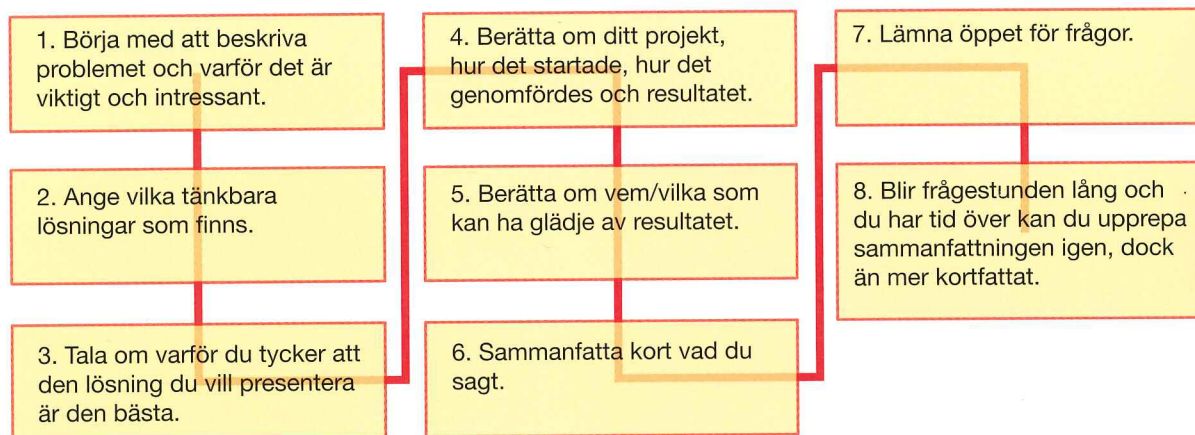 1. Börja med att beskriva
problemet och varför det är
viktigt och intressant.
2. Ange vilka tänkbara
lösningar som finns.
3. Tala om varför du tycker att
den lösning du vill presentera
är den bästa.
4. Berätta om ditt projekt,
hur det startade, hur det
genomfördes och resultatet.
5. Berätta om vem/vilka som
kan ha glädje av resultatet.
6. Sammanfatta kort vad du
sagt.
7. Lämna öppet för frågor.
8. Blir frågestunden lång och
du har tid över kan du upprepa
sammanfattningen igen, dock
än mer kortfattat.